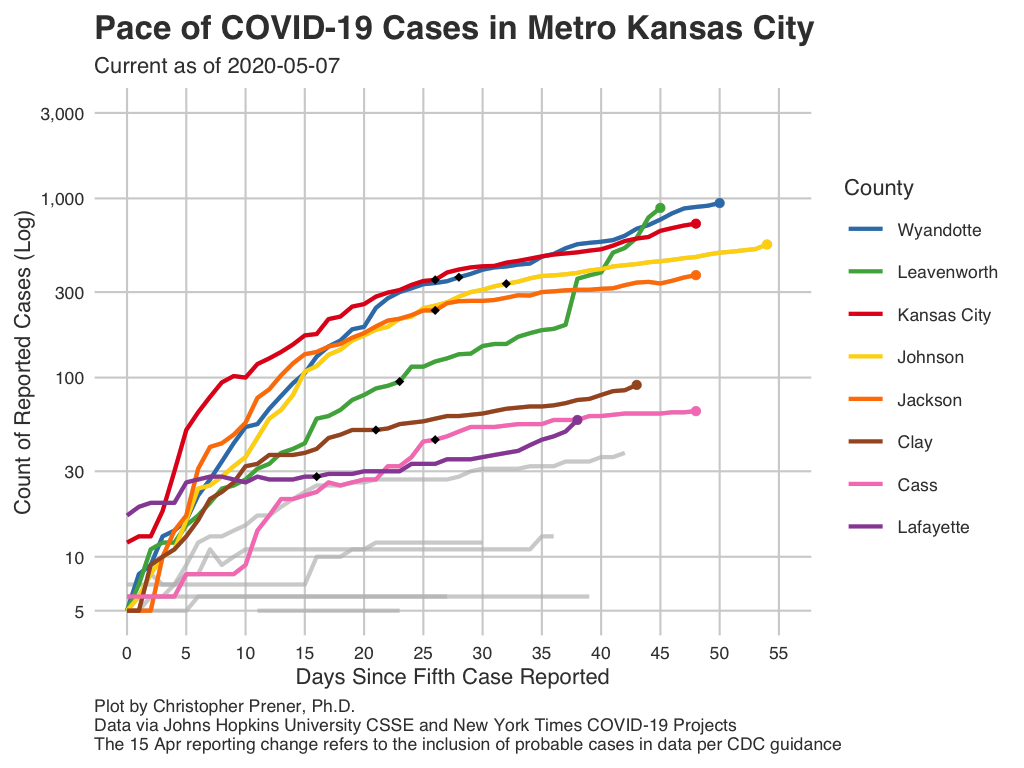 Pace of COVID-19 Cases in Metro Kansas City
Current as of 2020-05-07
Count of Reported Cases (Log)
3,000
1,000
300
100
30
10
5
0 5 10 15 20 25 30 35 40 45 50 55
Days Since Fifth Case Reported
County
Wyandotte
Leavenworth
Kansas City
Johnson
Jackson
Clay
Cass
Lafayette
Plot by Christopher Prener, Ph.D.
Data via Johns Hopkins University CSSE and New York Times COVID-19 Projects
The 15 Apr reporting change refers to the inclusion of probable cases in data per CDC guidance